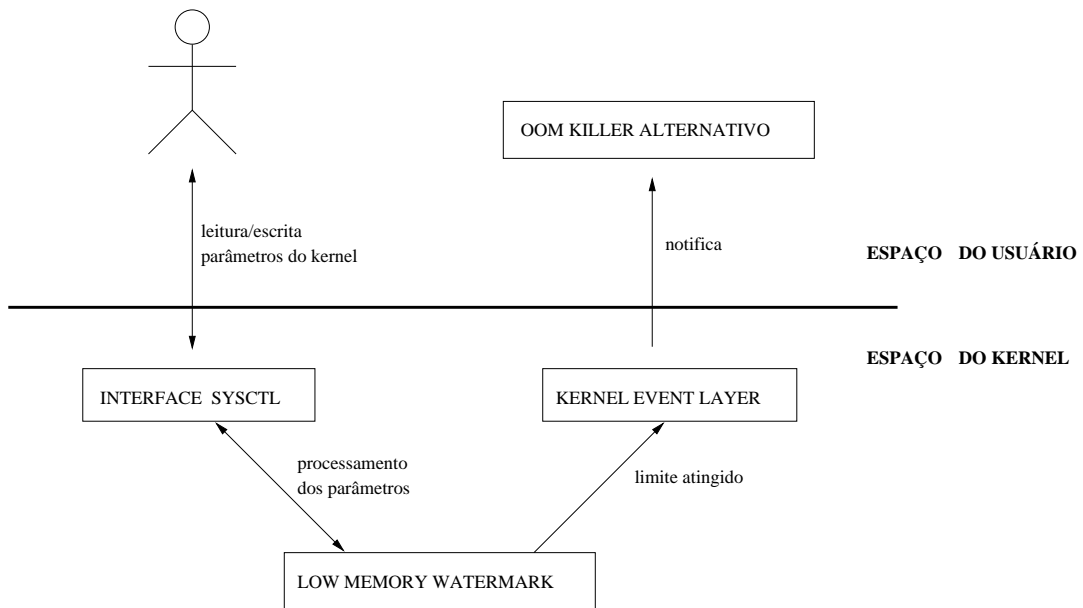 OOM KILLER ALTERNATIVO
leitura/escrita
parâmetros do kernel
notifica
ESPAÇO DO USUÁRIO
ESPAÇO DO KERNEL
INTERFACE SYSCTL
KERNEL EVENT LAYER
processamento
dos parâmetros
limite atingido
LOW MEMORY WATERMARK